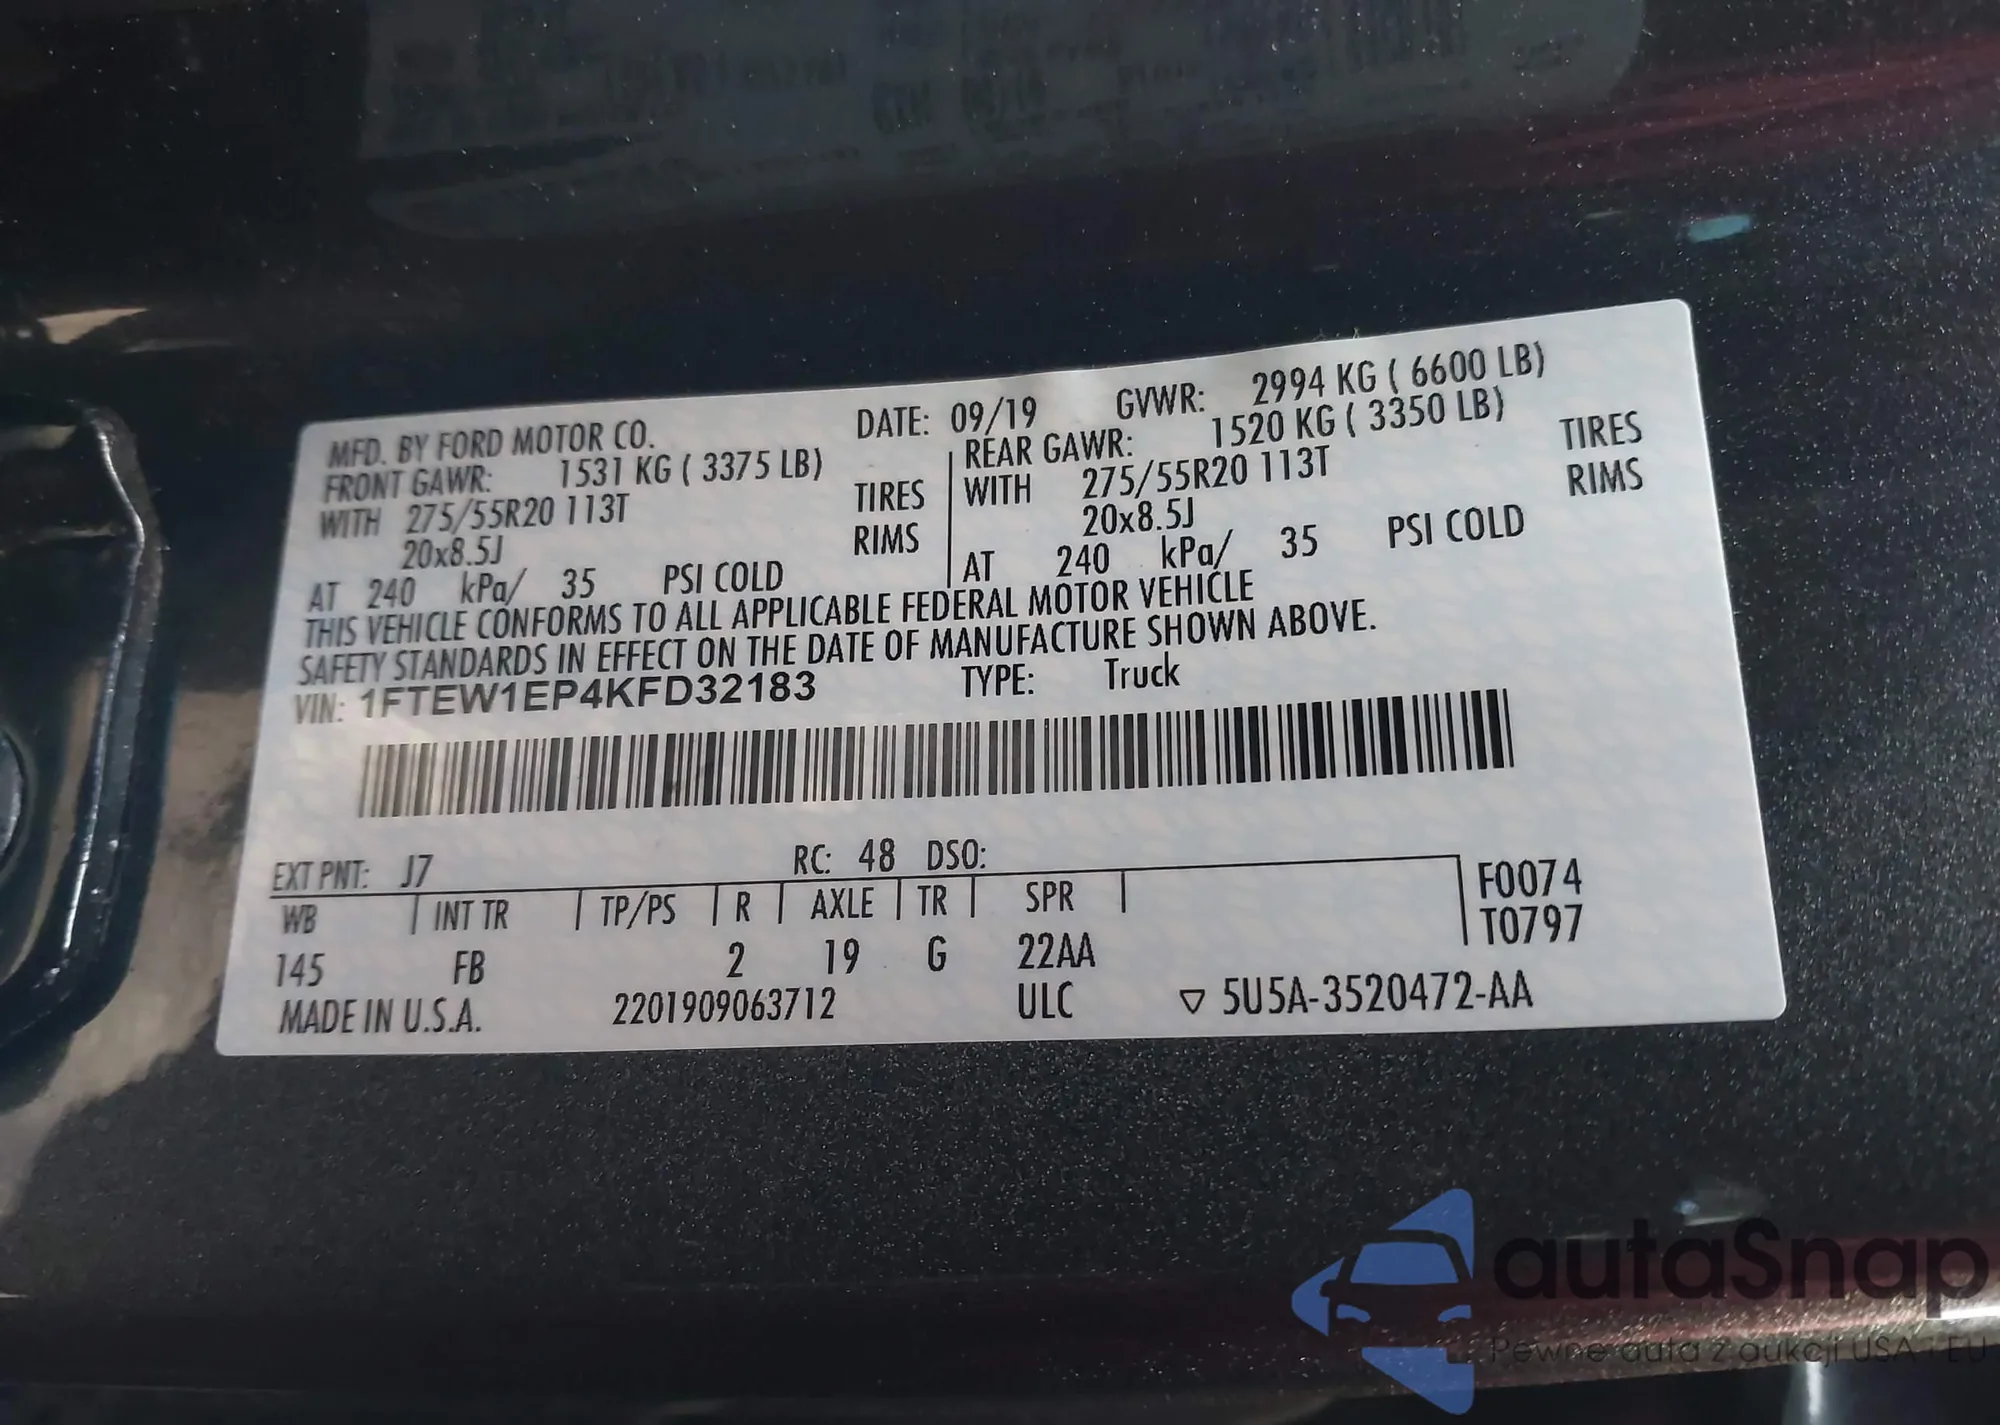 MFD. BY FORD MOTOR CO. DATE: 09/19 GVWR: 2994 KG ( 6600 LB)
FRONT GAWR: 1531 KG ( 3375 LB) REAR GAWR: 1520 KG ( 3350 LB)
WITH 275/55R20 113T TIRES WITH 275/55R20 113T TIRES
20x8.5J RIMS 20x8.5J RIMS
AT 240 kPa/ 35 PSI COLD AT 240 kPa/ 35 PSI COLD
THIS VEHICLE CONFORMS TO ALL APPLICABLE FEDERAL MOTOR VEHICLE
SAFETY STANDARDS IN EFFECT ON THE DATE OF MANUFACTURE SHOWN ABOVE.
VIN: 1FTEW1EP4KFD32183 TYPE: Truck
EXT PNT: J7 RC: 48 DSO:
WB INT TR TP/PS R AXLE TR SPR F0074
T0797
145 FB 2 19 G 22AA
MADE IN U.S.A. 2201909063712 ULC ▽ 5U5A-3520472-AA
autaSnap
Pewne auta z aukcji USA i EU